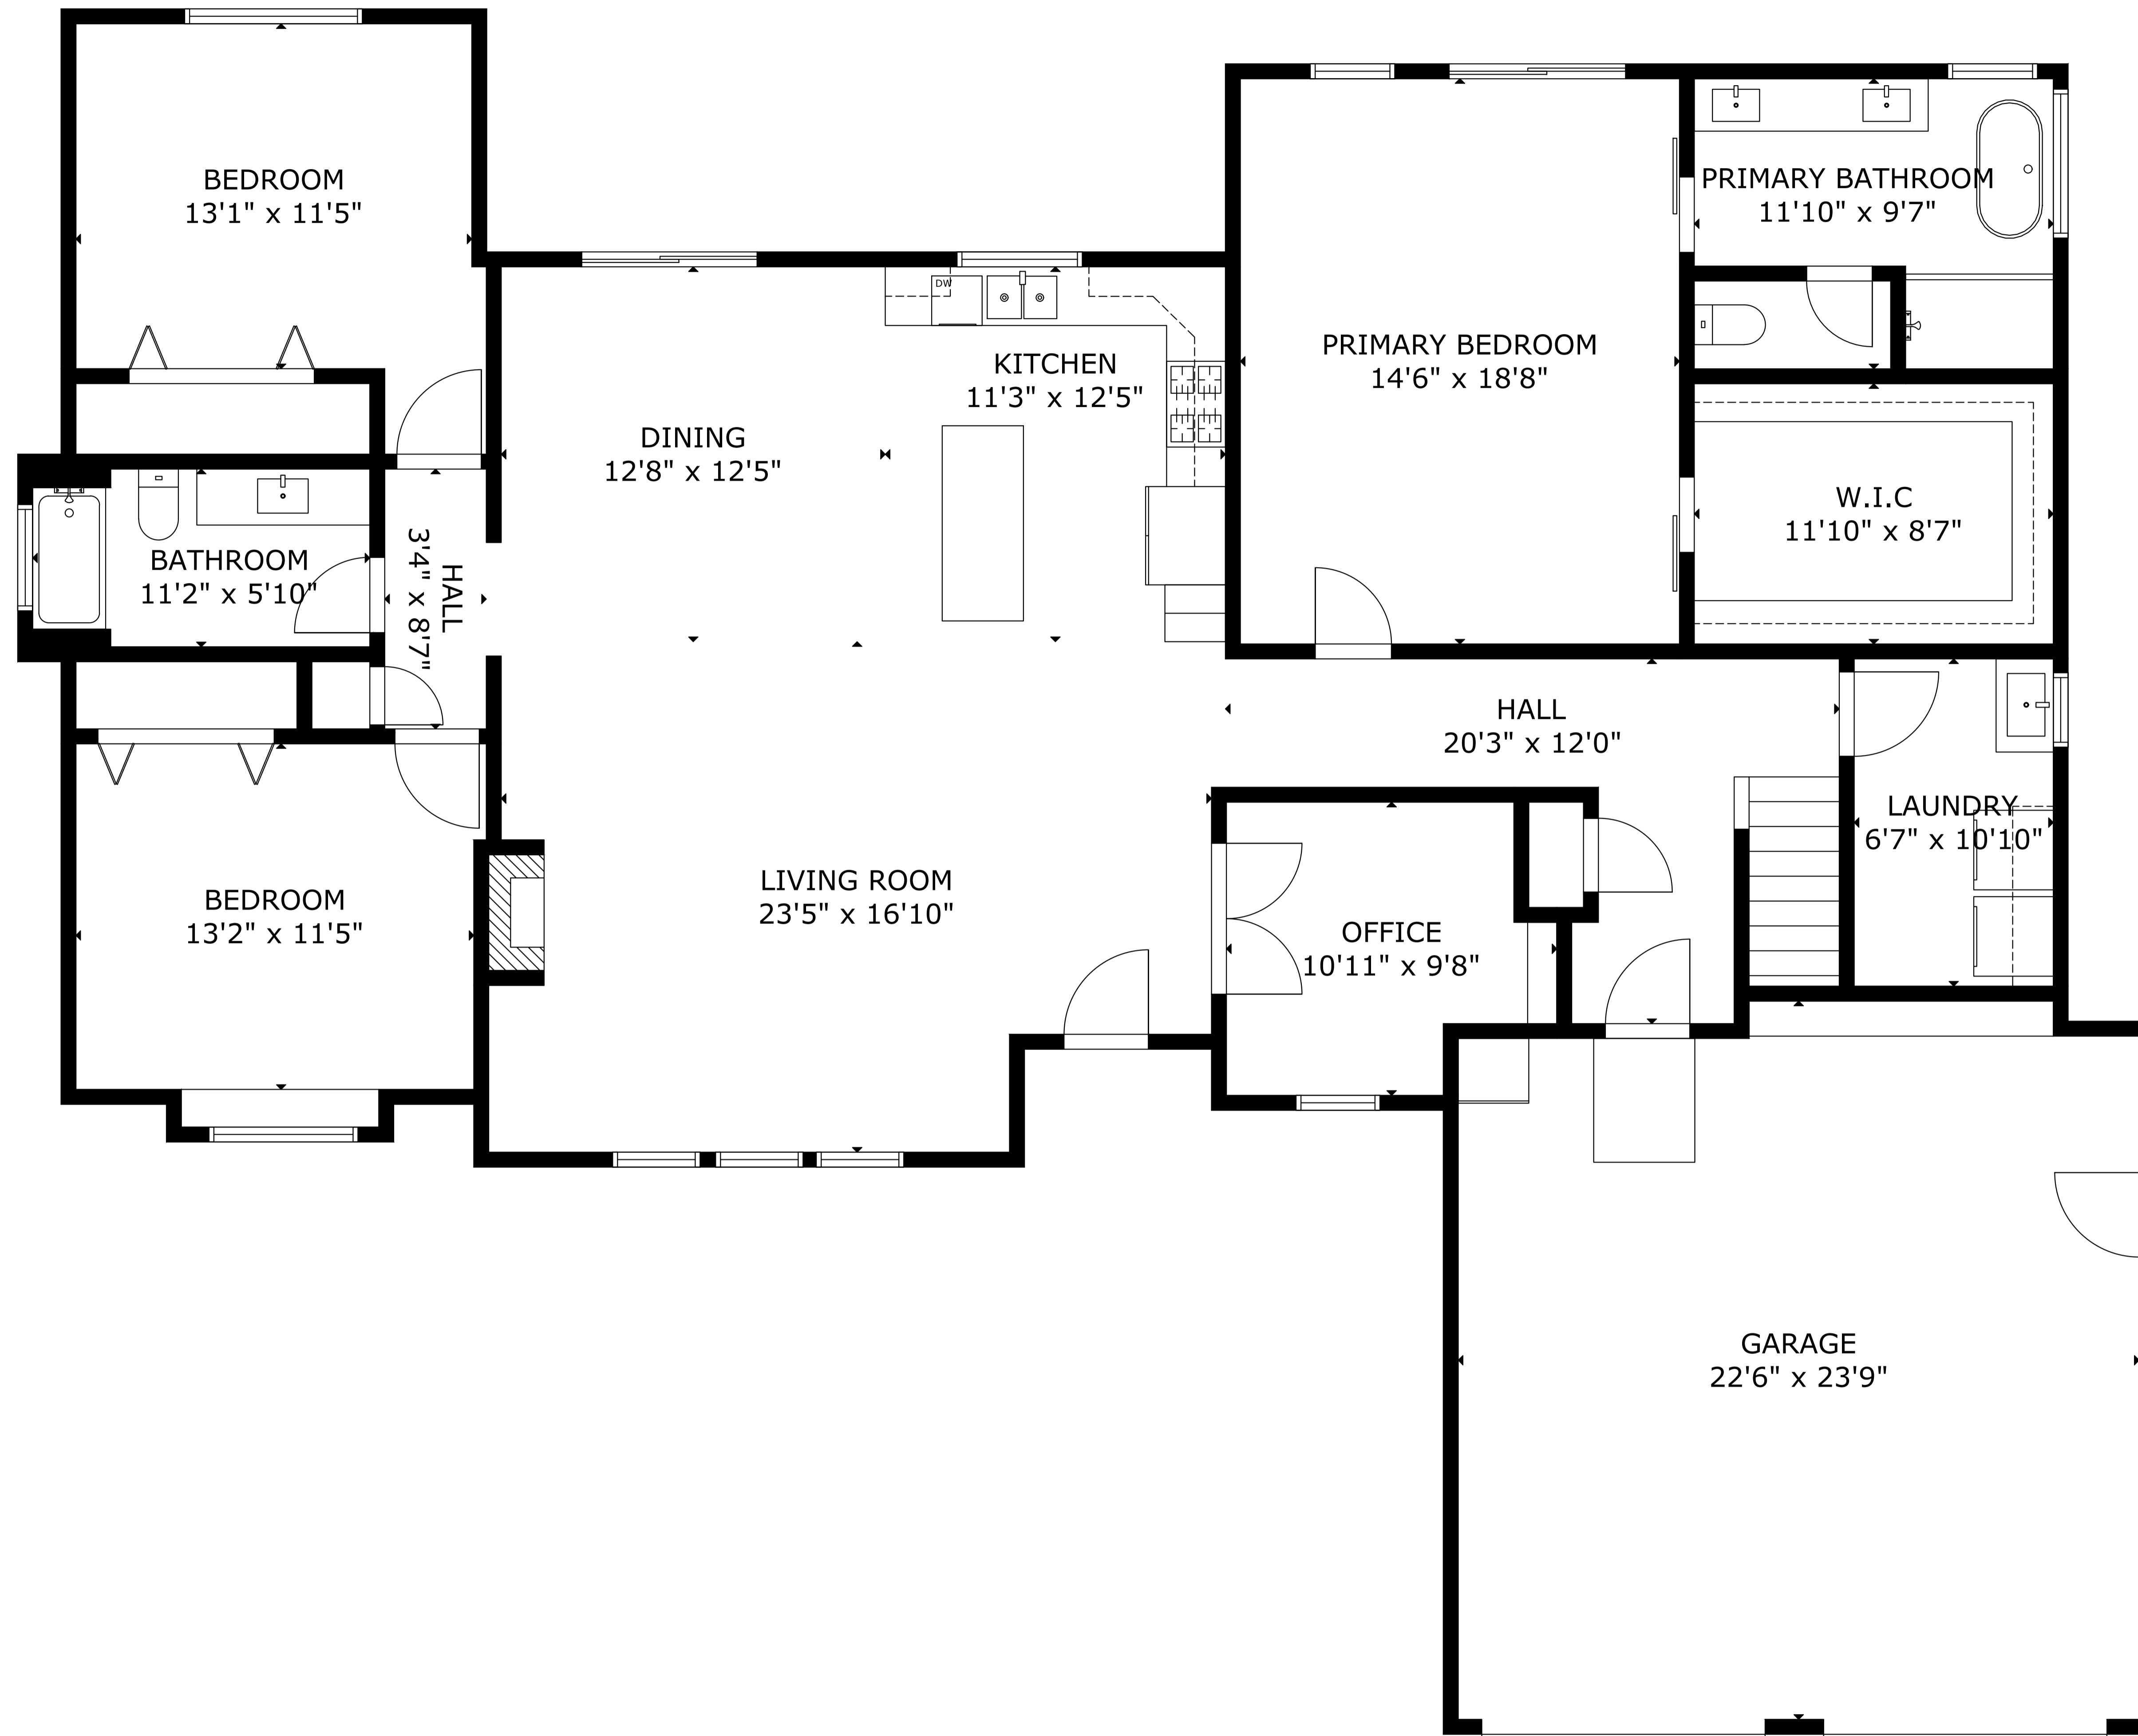 BEDROOM
13'1" x 11'5"
PRIMARY BATHROOM
11'10" x 9'7"
DW
KITCHEN
11'3" x 12'5"
PRIMARY BEDROOM
14'6" x 18'8"
DINING
12'8" x 12'5"
W.I.C
11'10" x 8'7"
BATHROOM
11'2" x 5'10"
HALL
3'4" x 8'7"
HALL
20'3" x 12'0"
LAUNDRY
6'7" x 10'10"
LIVING ROOM
23'5" x 16'10"
BEDROOM
13'2" x 11'5"
OFFICE
10'11" x 9'8"
GARAGE
22'6" x 23'9"